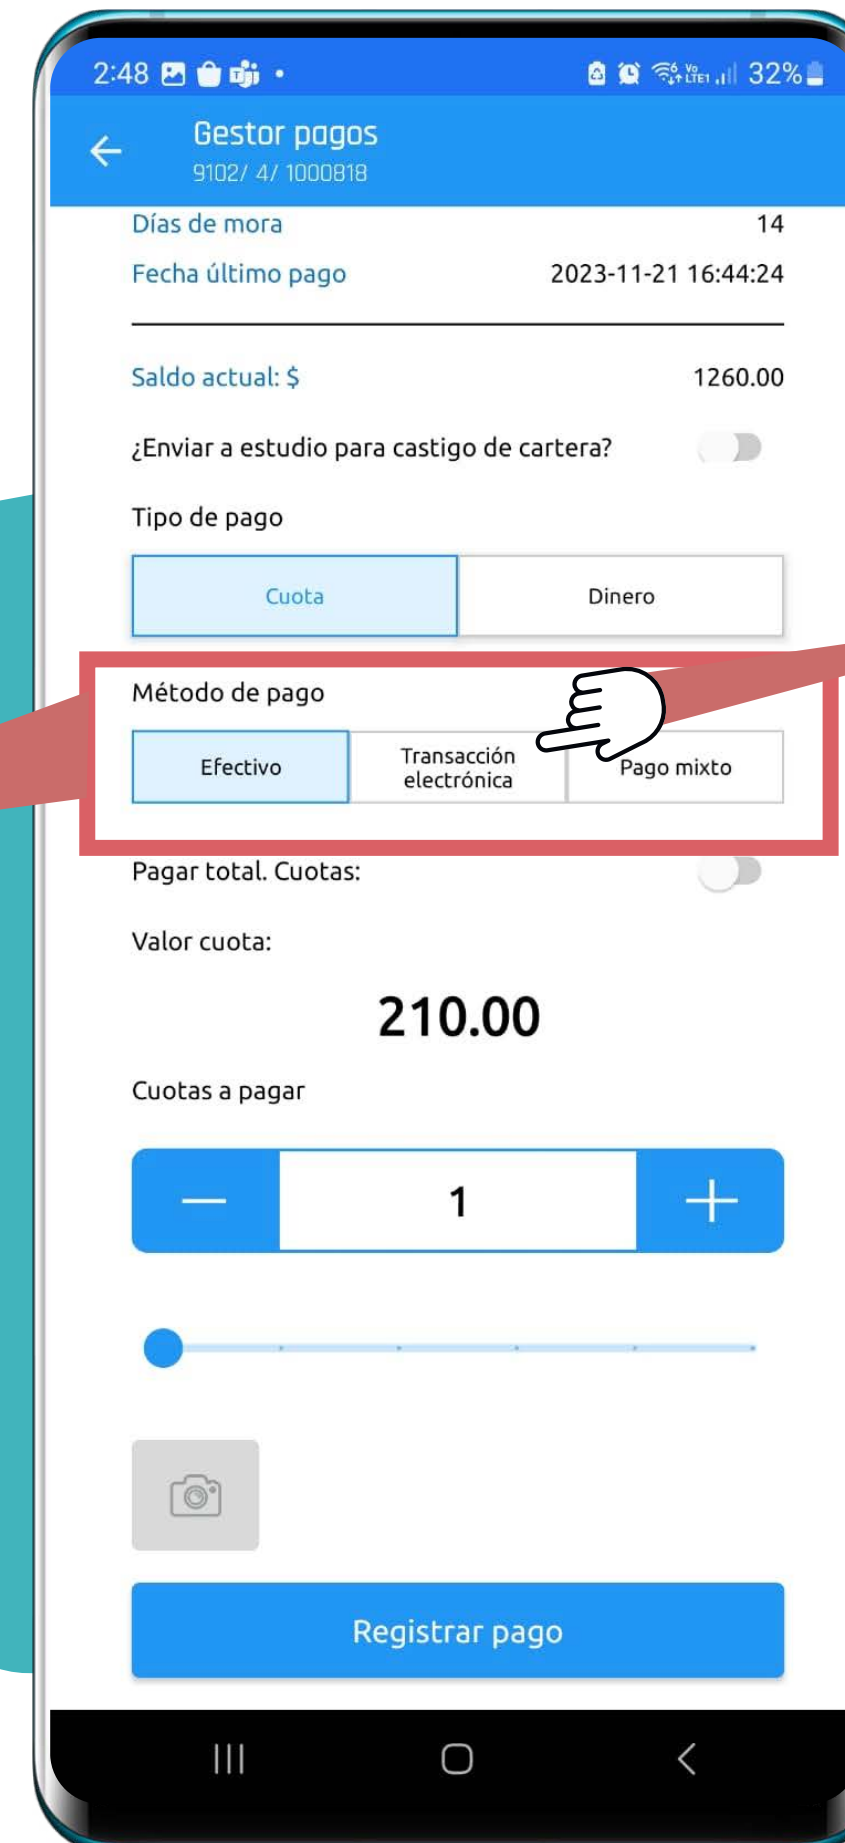 2:48
32%
Gestor pagos
9102/ 4/ 1000818
Días de mora 14
Fecha último pago 2023-11-21 16:44:24
Saldo actual: $ 1260.00
¿Enviar a estudio para castigo de cartera?
Tipo de pago
Cuota Dinero
Método de pago
Efectivo Transacción electrónica Pago mixto
Pagar total. Cuotas:
Valor cuota:
210.00
Cuotas a pagar
1
Registrar pago